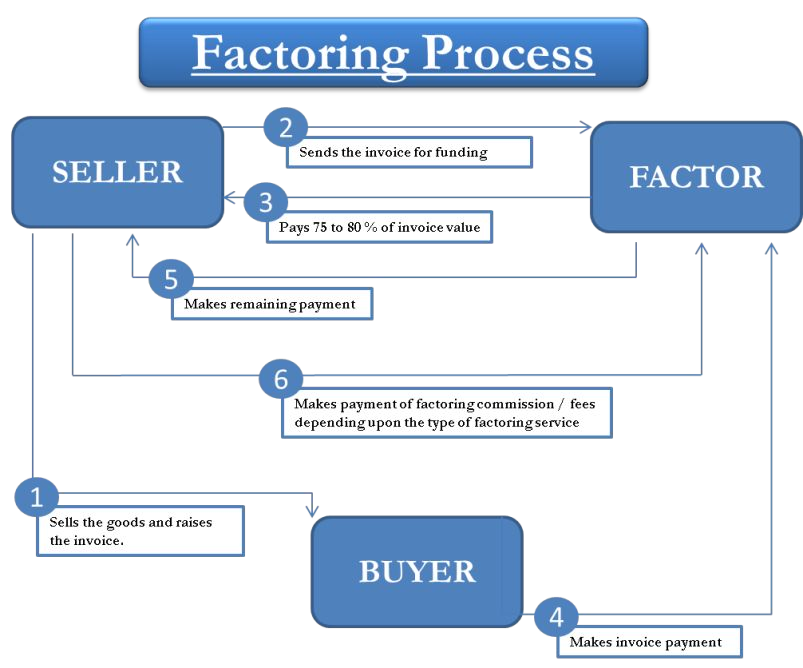 Factoring Process
SELLER
2
Sends the invoice for funding
FACTOR
3
Pays 75 to 80 % of invoice value
5
Makes remaining payment
6
Makes payment of factoring commission / fees
depending upon the type of factoring service
1
Sells the goods and raises
the invoice.
BUYER
4
Makes invoice payment